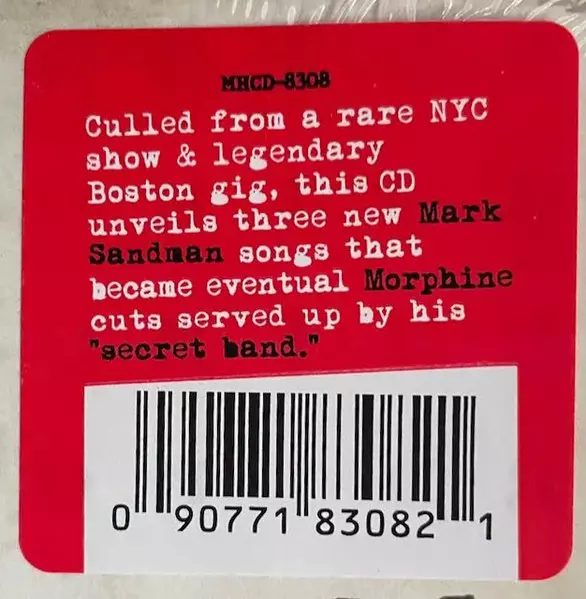 MHCD-8308
Culled from a rare NYC
show & legendary
Boston gig, this CD
unveils three new Mark
Sandman songs that
became eventual Morphine
cuts served up by his
"secret band."
0 90771 83082 1